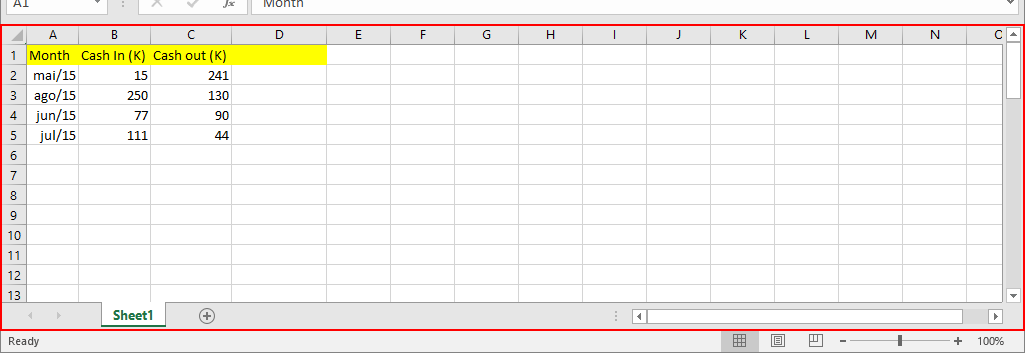 A1 fx Month
A B C D E F G H I J K L M N
1 Month Cash In (K) Cash out (K)
2 mai/15 15 241
3 ago/15 250 130
4 jun/15 77 90
5 jul/15 111 44
6
7
8
9
10
11
12
13
Sheet1
Ready 100%